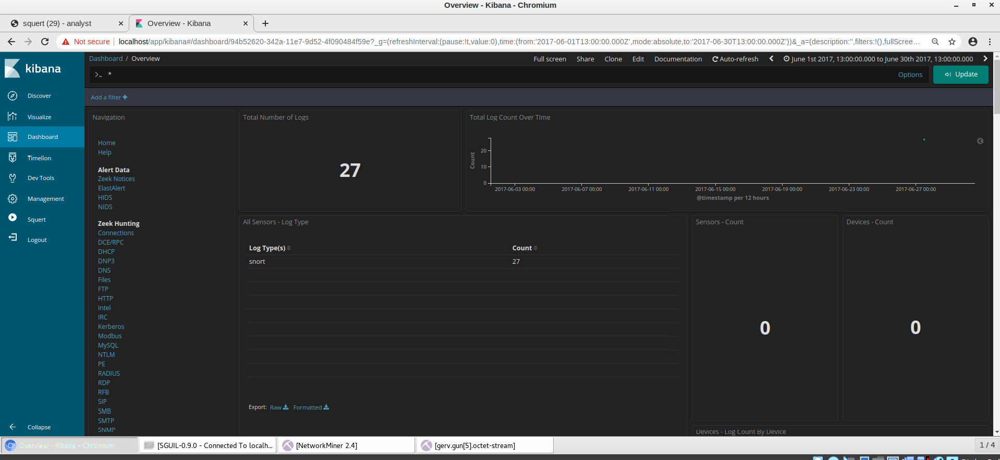 Overview - Kibana - Chromium
squert (29) - analyst
Overview - Kibana
Not secure
localhost/app/kibana#/dashboard/94b52620-342a-11e7-9d52-4f090484f59e?_g=(refreshInterval:(pause:!t,value:0),time:(from:'2017-06-01T13:00:00.000Z',mode:absolute,to:'2017-06-30T13:00:00.000Z'))&_a=(description:'',filters:!(),fullScree...
kibana
Discover
Visualize
Dashboard
Timelion
Dev Tools
Management
Squert
Logout
Collapse
Dashboard / Overview
Full screen Share Clone Edit Documentation Auto-refresh June 1st 2017, 13:00:00.000 to June 30th 2017, 13:00:00.000
>_ *
Options
Update
Add a filter +
Navigation
Home
Help
Alert Data
Zeek Notices
ElastAlert
HIDS
NIDS
Zeek Hunting
Connections
DCE/RPC
DHCP
DNP3
DNS
Files
FTP
HTTP
Intel
IRC
Kerberos
Modbus
MySQL
NTLM
PE
RADIUS
RDP
RFB
SIP
SMB
SMTP
SNMP
Total Number of Logs
27
Total Log Count Over TIme
Count
20
10
0
2017-06-03 00:00 2017-06-07 00:00 2017-06-11 00:00 2017-06-15 00:00 2017-06-19 00:00 2017-06-23 00:00 2017-06-27 00:00
@timestamp per 12 hours
All Sensors - Log Type
Log Type(s) Count
snort 27
Export: Raw Formatted
Sensors - Count
0
Devices - Count
0
Devices - Log Count By Device
Overview - Kibana - Chromium
[SGUIL-0.9.0 - Connected To localh...
[NetworkMiner 2.4]
[gerv.gun[5].octet-stream]
1 / 4